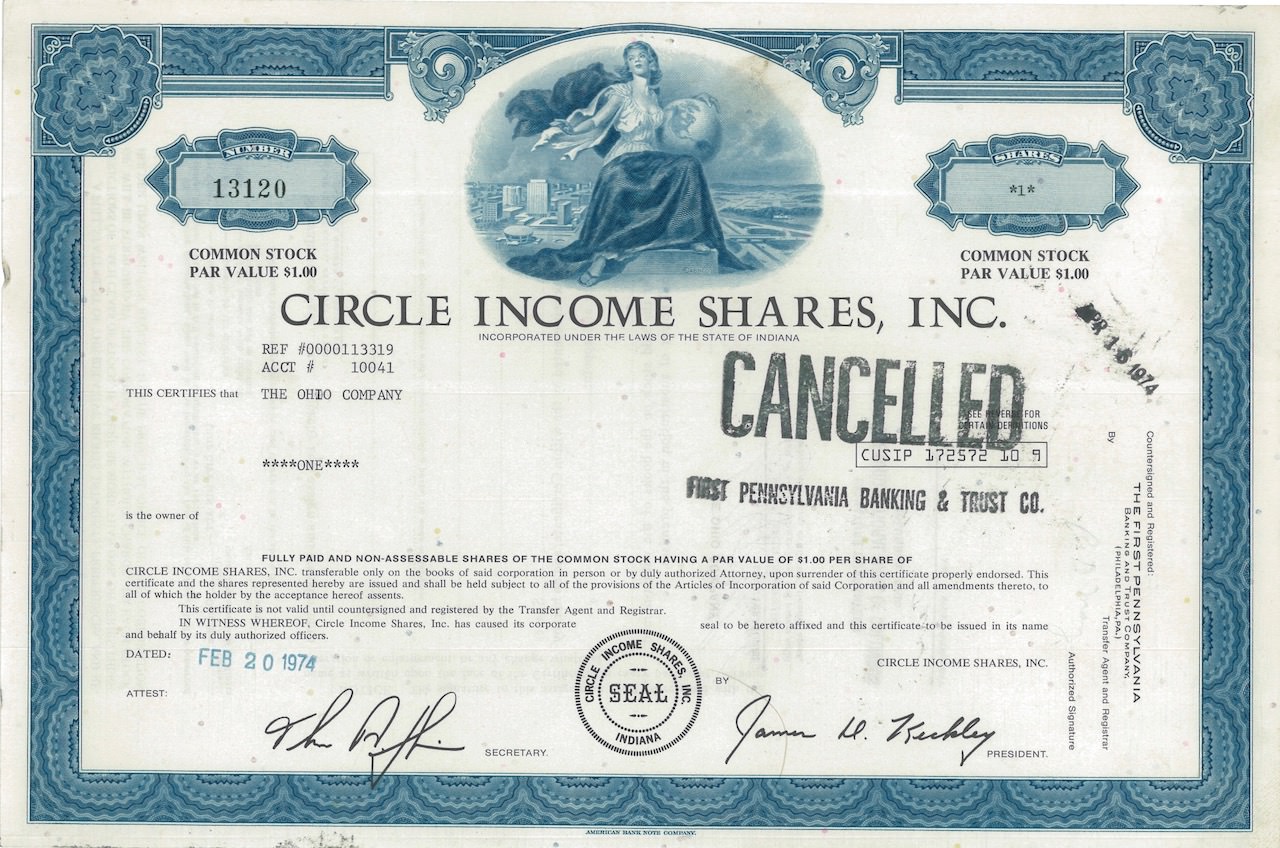 NUMBER
13120
SHARES
*1*
COMMON STOCK
PAR VALUE $1.00
COMMON STOCK
PAR VALUE $1.00
CIRCLE INCOME SHARES, INC.
INCORPORATED UNDER THE LAWS OF THE STATE OF INDIANA
REF #0000113319
ACCT # 10041
THIS CERTIFIES that THE OHIO COMPANY
CANCELLED
APR 15 1974
SEE REVERSE FOR
CERTAIN DEFINITIONS
CUSIP 172572 10 9
****ONE****
FIRST PENNSYLVANIA BANKING & TRUST CO.
is the owner of
FULLY PAID AND NON-ASSESSABLE SHARES OF THE COMMON STOCK HAVING A PAR VALUE OF $1.00 PER SHARE OF
CIRCLE INCOME SHARES, INC. transferable only on the books of said corporation in person or by duly authorized Attorney, upon surrender of this certificate properly endorsed. This
certificate and the shares represented hereby are issued and shall be held subject to all of the provisions of the Articles of Incorporation of said Corporation and all amendments thereto, to
all of which the holder by the acceptance hereof assents.
This certificate is not valid until countersigned and registered by the Transfer Agent and Registrar.
IN WITNESS WHEREOF, Circle Income Shares, Inc. has caused its corporate seal to be hereto affixed and this certificate to be issued in its name
and behalf by its duly authorized officers.
DATED: FEB 20 1974
CIRCLE INCOME SHARES, INC.
ATTEST:
SECRETARY.
CIRCLE INCOME SHARES, INC.
SEAL
INDIANA
BY
James D. Keckley
PRESIDENT.
Countersigned and Registered:
THE FIRST PENNSYLVANIA
BANKING AND TRUST COMPANY,
(PHILADELPHIA, PA.)
Transfer Agent and Registrar
By
Authorized Signature
AMERICAN BANK NOTE COMPANY.